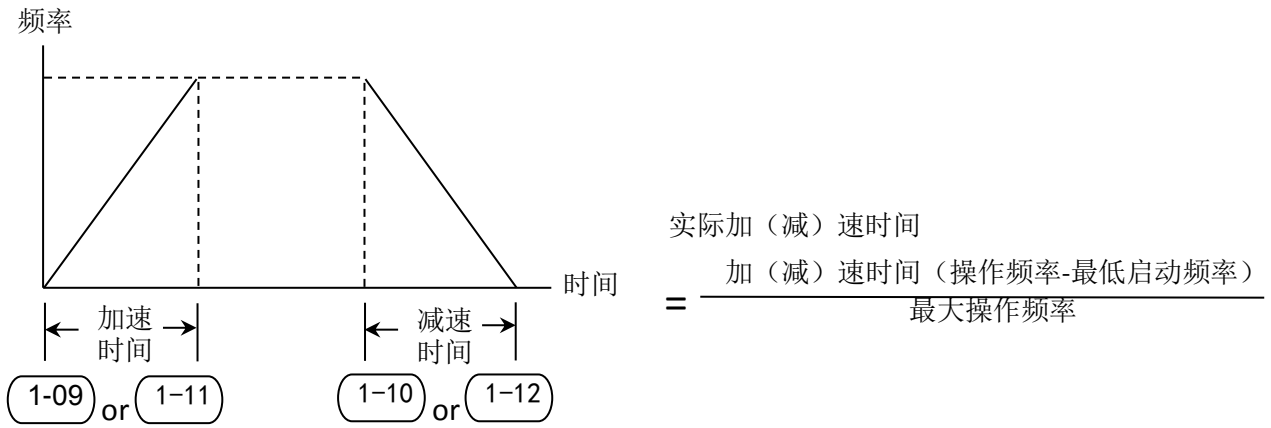 频率
时间
加速
时间
减速
时间
1-09 or 1-11
1-10 or 1-12
实际加（减）速时间
= 加（减）速时间（操作频率-最低启动频率）
最大操作频率